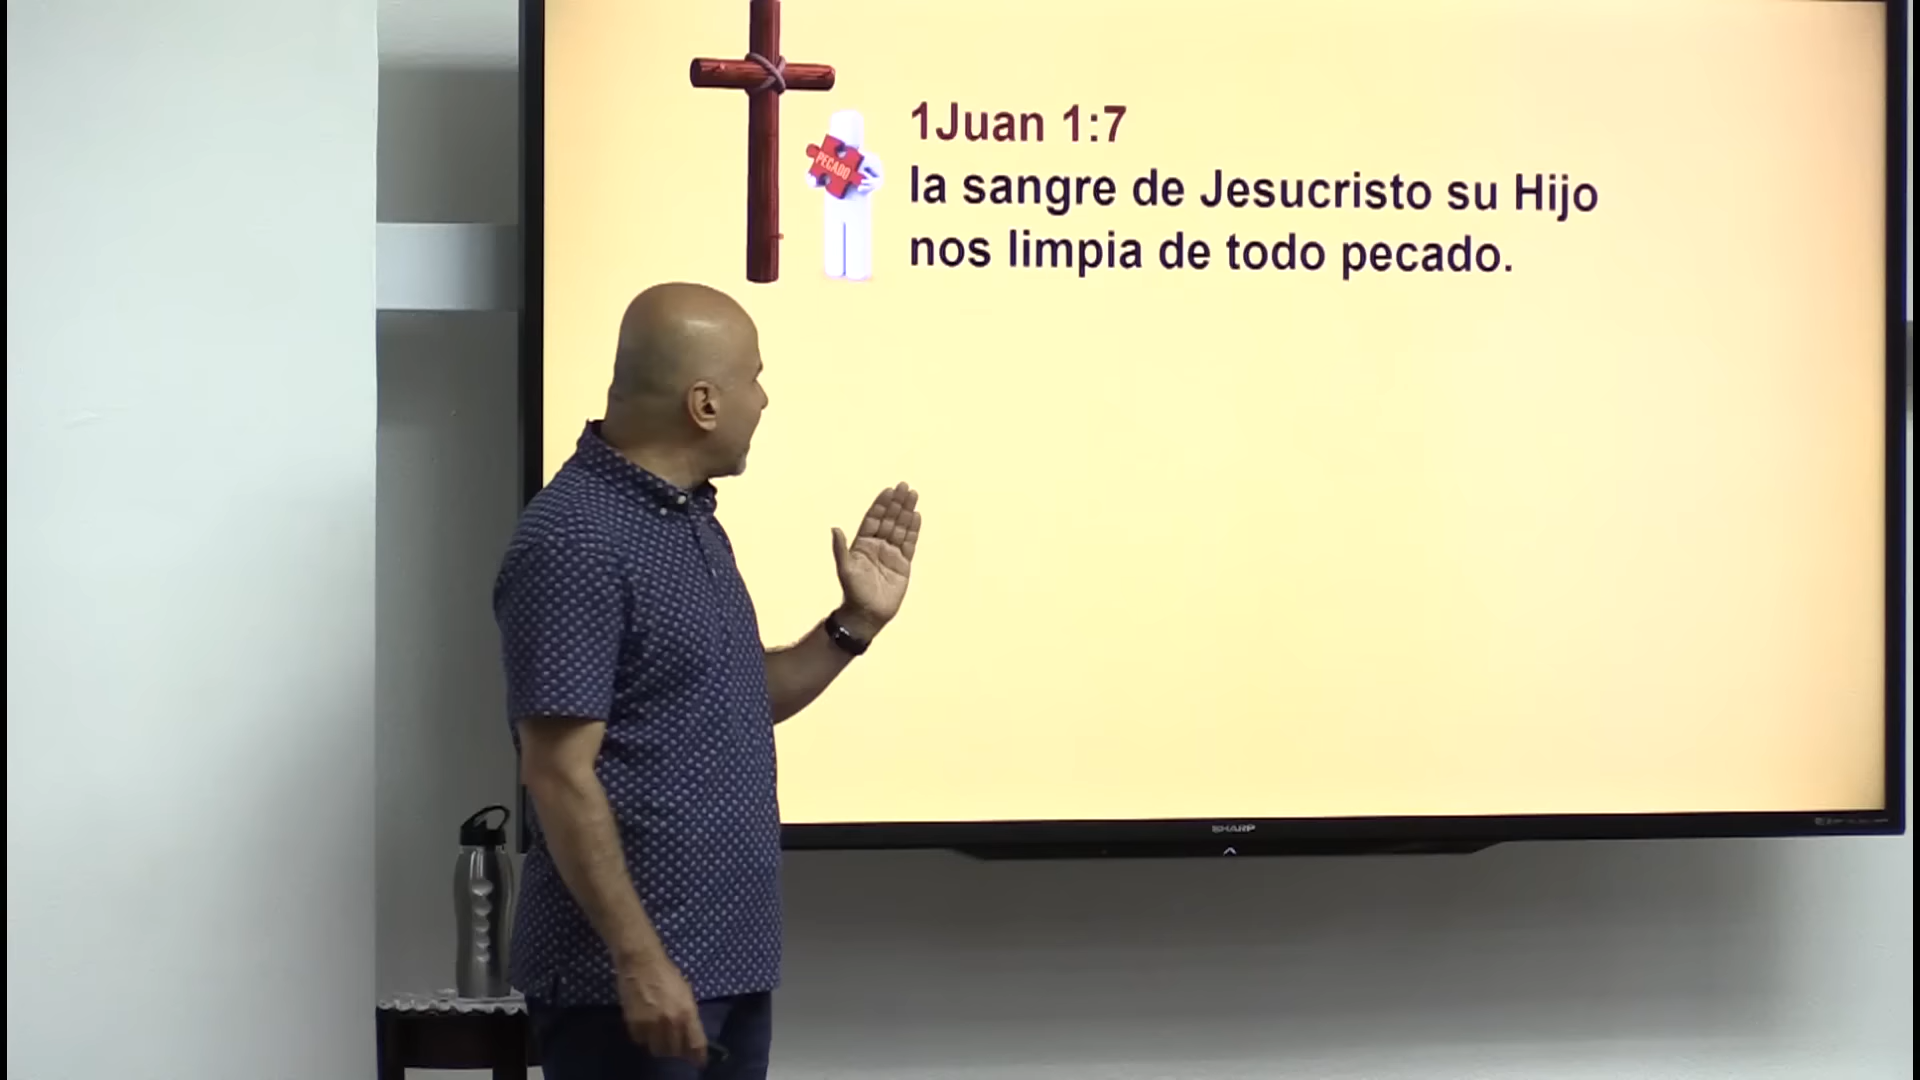 1Juan 1:7
PECADO
la sangre de Jesucristo su Hijo
nos limpia de todo pecado.
SHARP